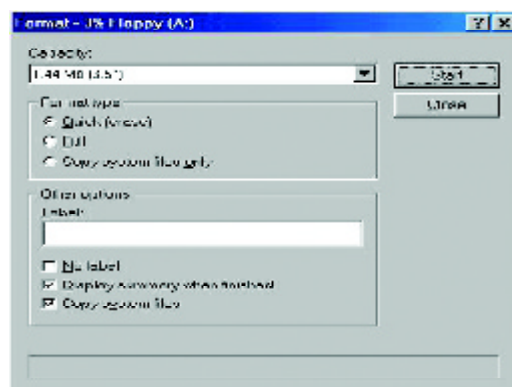 Format - 3½ Floppy (A:)
Capacity:
1.44 Mb (3.5")
Start
Close
Format type
Quick (erase)
Full
Copy system files only
Other options
Label:
No label
Display summary when finished
Copy system files